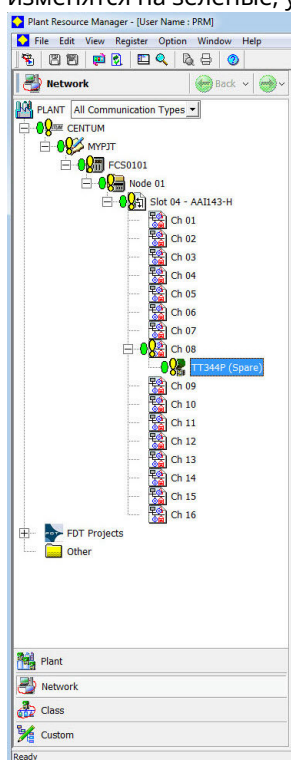 изменятся на зеленые, у
Plant Resource Manager - [User Name : PRM]
File Edit View Register Option Window Help
Network Back
PLANT All Communication Types
CENTUM
MYPJT
FCS0101
Node 01
Slot 04 - AAI143-H
Ch 01
Ch 02
Ch 03
Ch 04
Ch 05
Ch 06
Ch 07
Ch 08
TT344P (Spare)
Ch 09
Ch 10
Ch 11
Ch 12
Ch 13
Ch 14
Ch 15
Ch 16
FDT Projects
Other
Plant
Network
Class
Custom
Ready